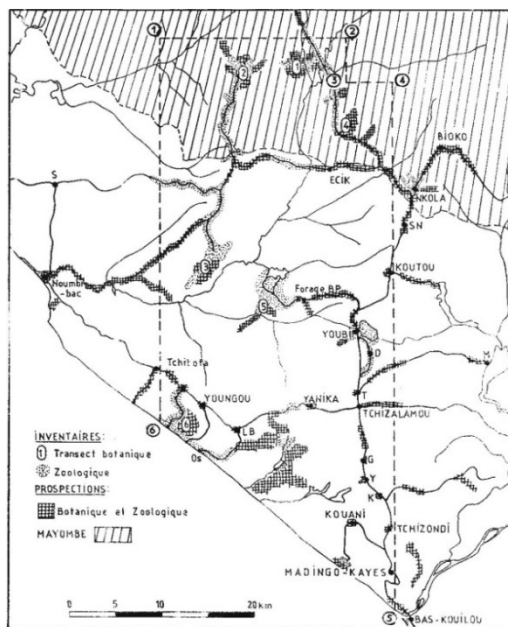 1
2
2
1
3
4
4
BIOKO
S
ECIK
NKOLA
SN
3
KOUTOU
Noumbi
-bac
5
Forage BP
YOUBI
D
M
Tchitofa
T
YOUNGOU
YANIKA
TCHIZALAMOU
6
6
LB
INVENTAIRES:
1 Transect botanique
Os
G
Zoologique
Y
PROSPECTIONS:
K
Botanique et Zoologique
KOUANI
TCHIZONDI
MAYOMBE
MADINGO-KAYES
0 10 20 km
5
BAS-KOUILOU